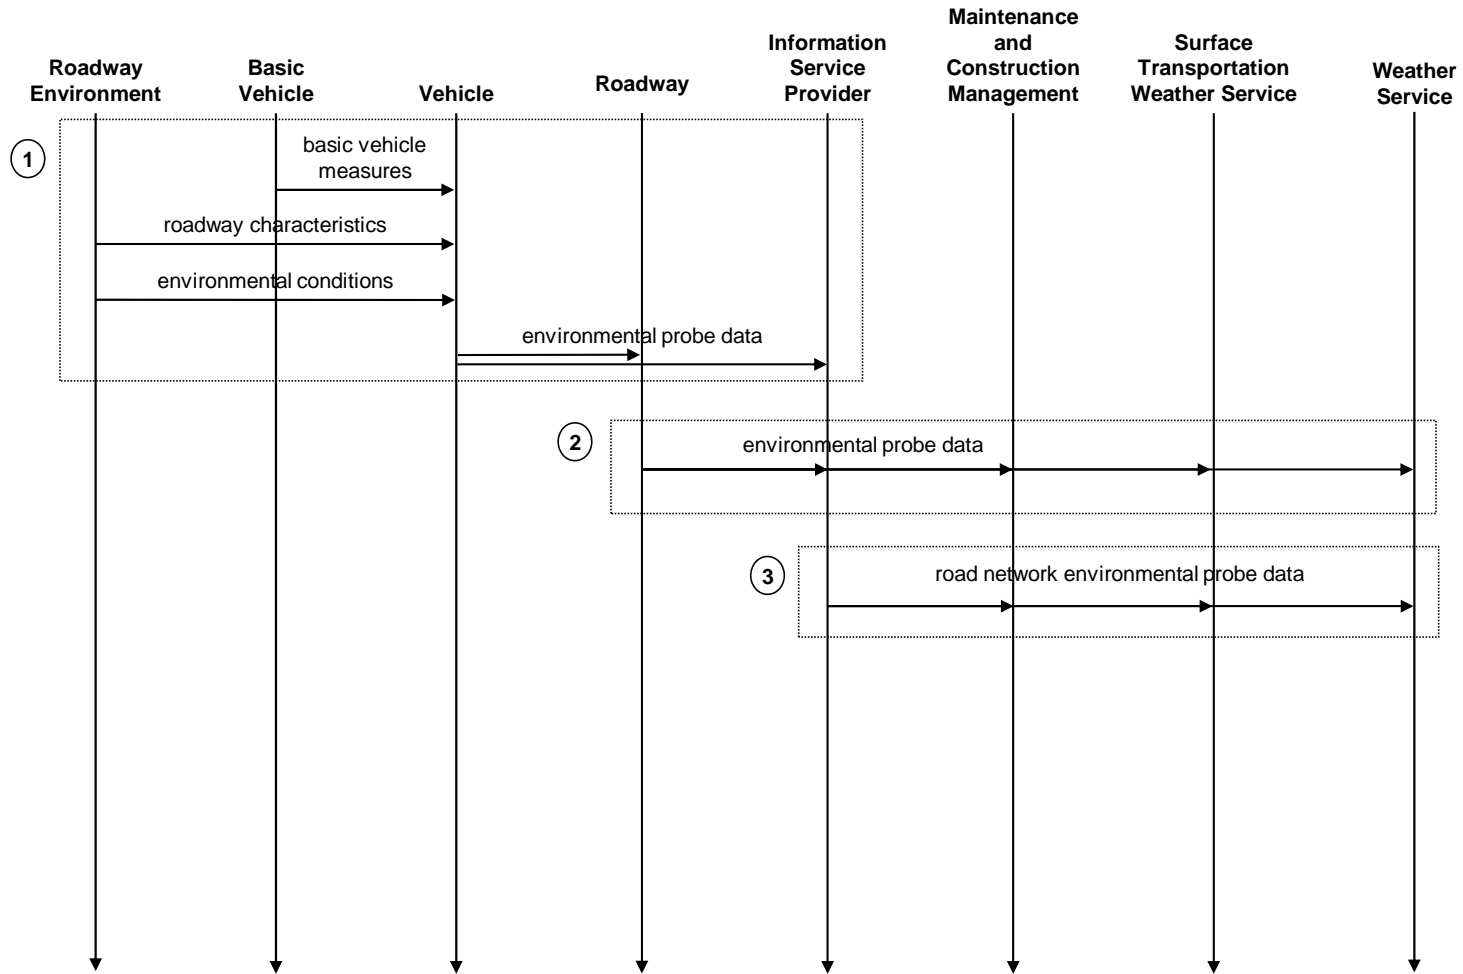 Roadway
Environment
Basic
Vehicle
Vehicle
Roadway
Information
Service
Provider
Maintenance
and
Construction
Management
Surface
Transportation
Weather Service
Weather
Service
1
basic vehicle
measures
roadway characteristics
environmental conditions
environmental probe data
2
environmental probe data
3
road network environmental probe data